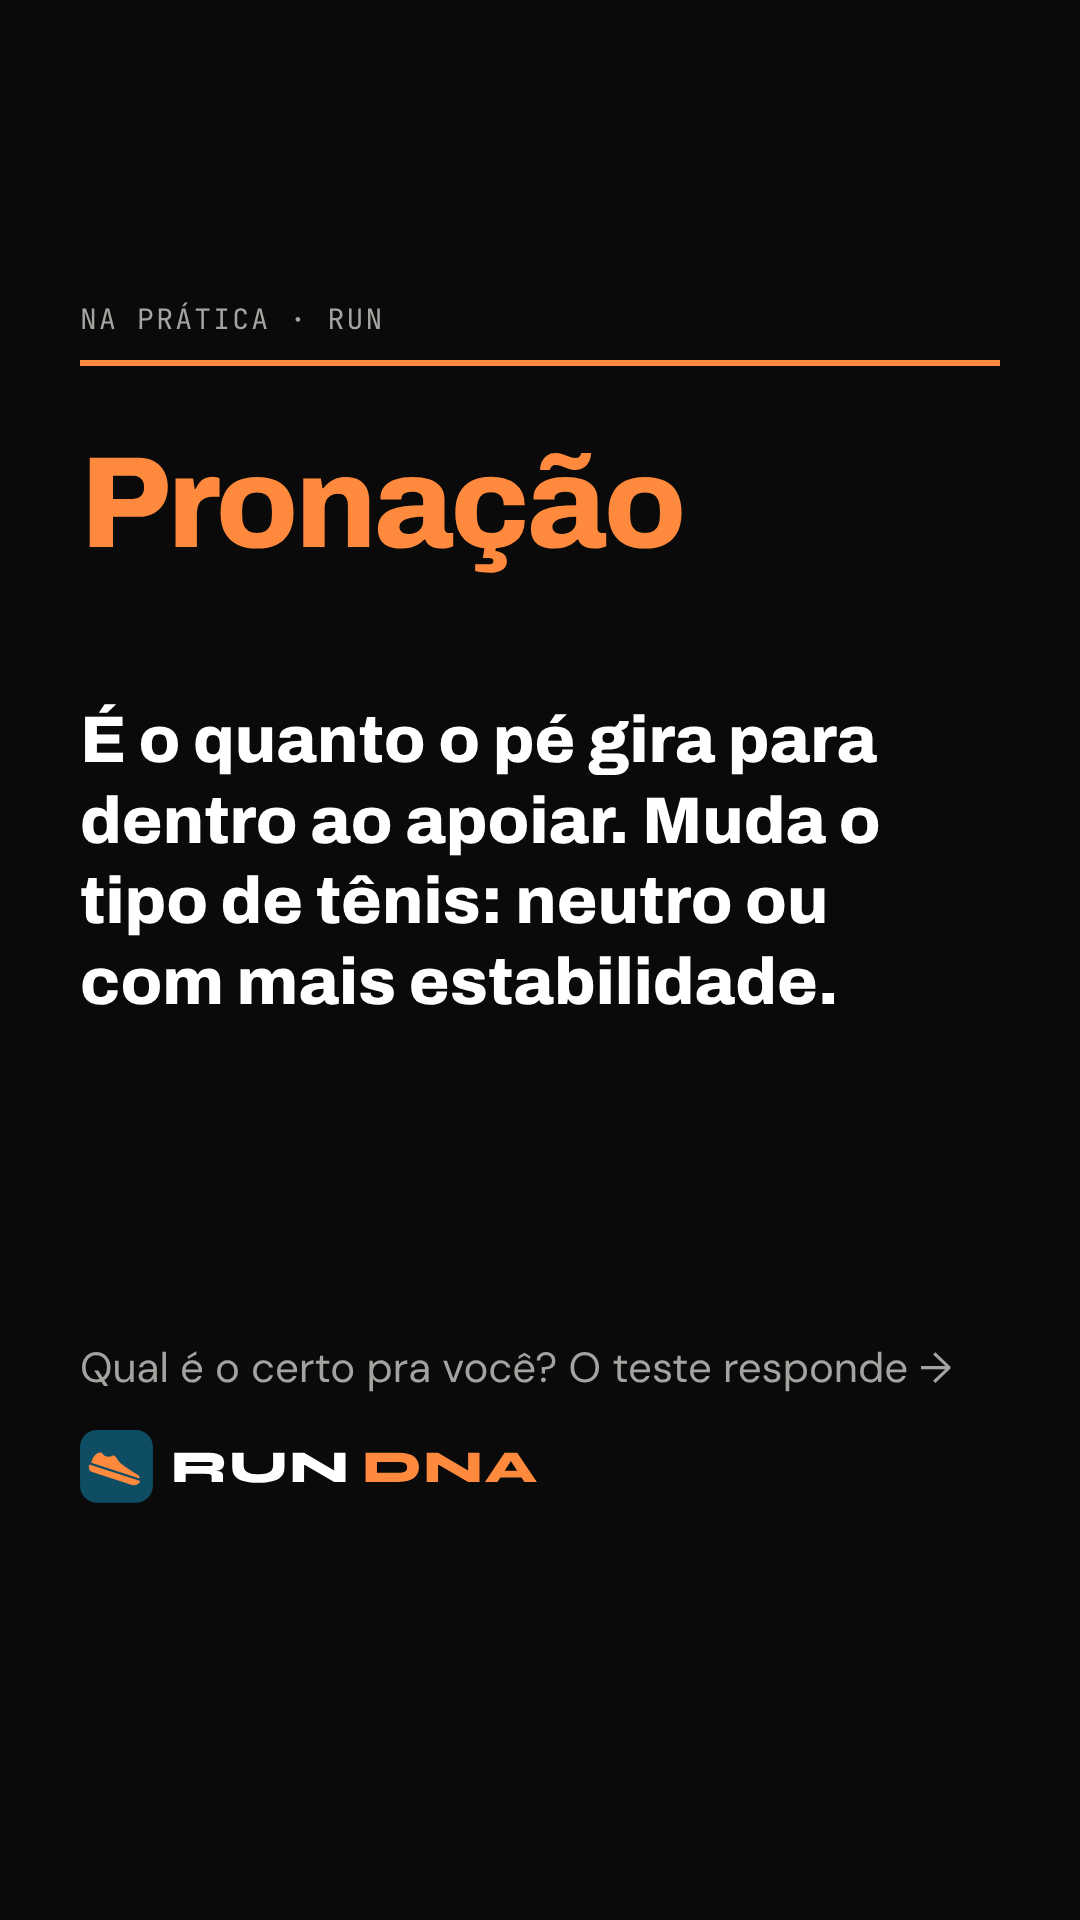 NA PRÁTICA · RUN
Pronação
É o quanto o pé gira para
dentro ao apoiar. Muda o
tipo de tênis: neutro ou
com mais estabilidade.
Qual é o certo pra você? O teste responde →
RUN DNA